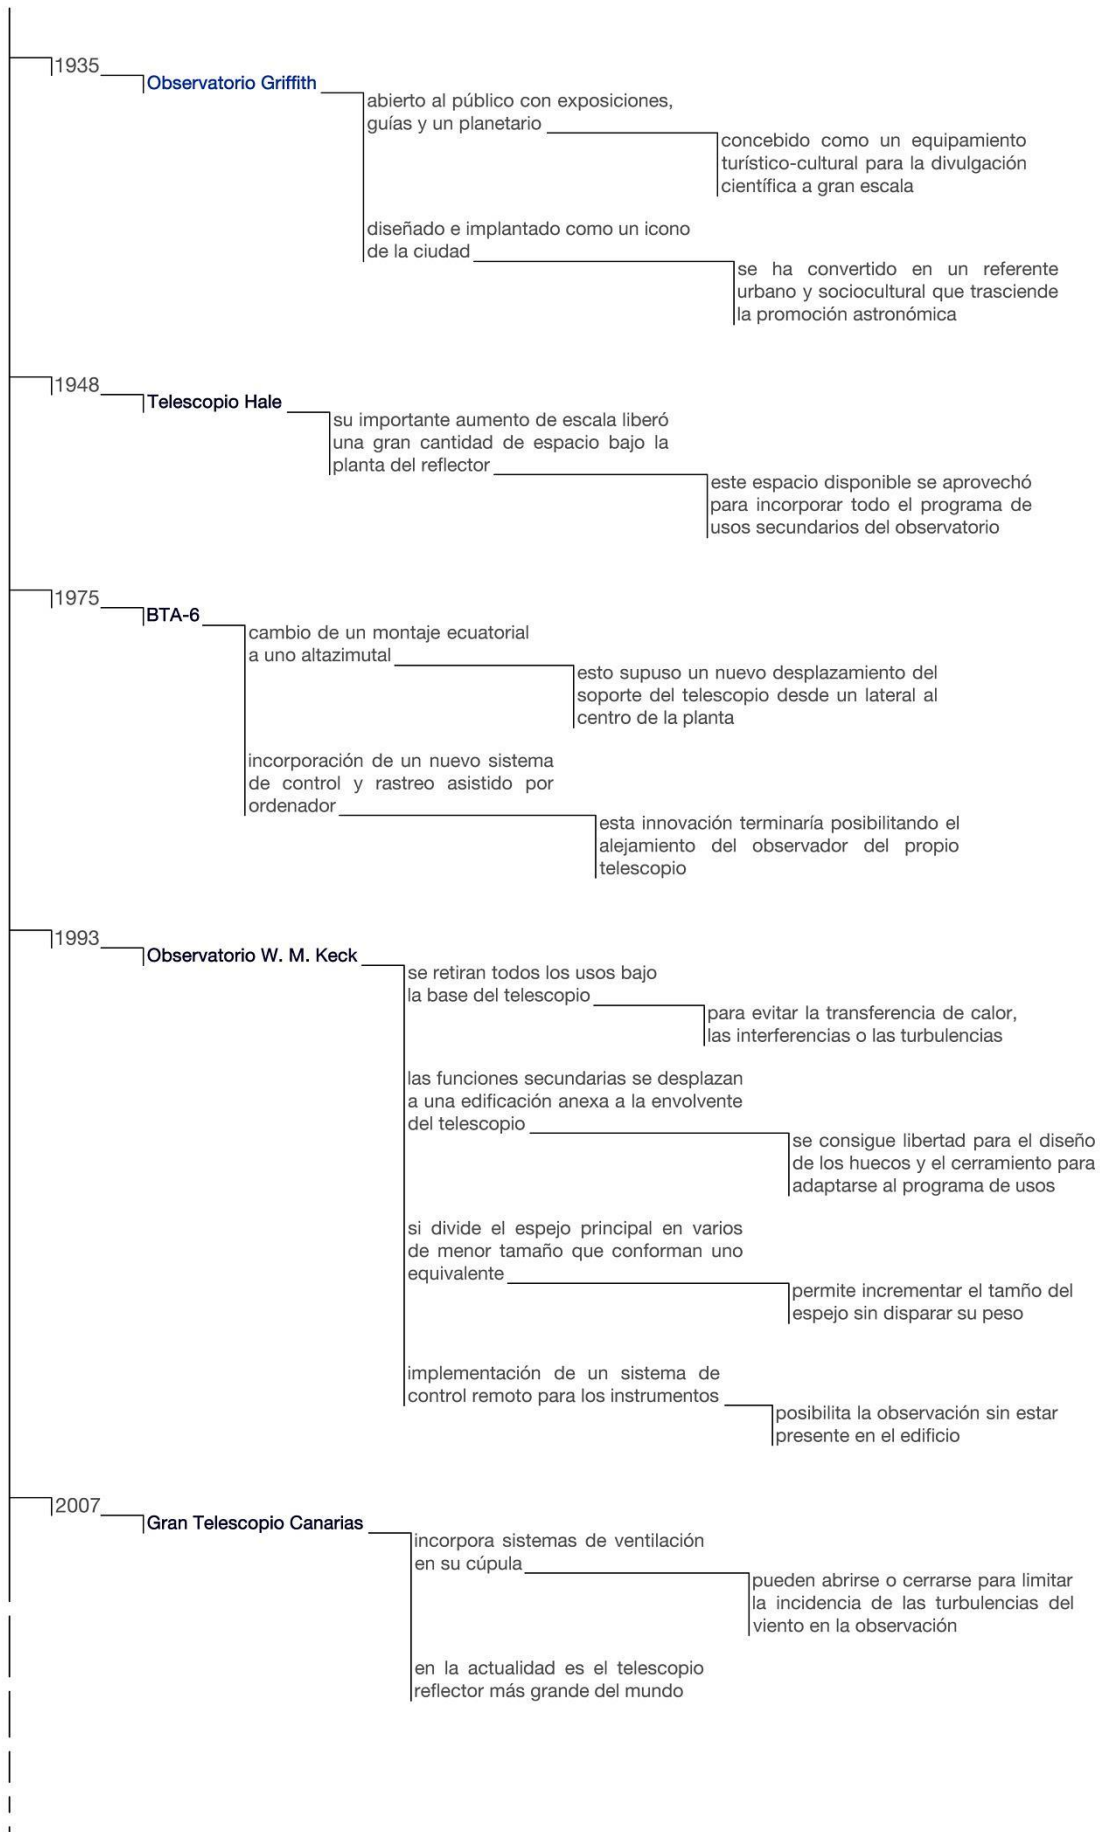 1935
Observatorio Griffith
abierto al público con exposiciones,
guías y un planetario
concebido como un equipamiento
turístico-cultural para la divulgación
científica a gran escala
diseñado e implantado como un icono
de la ciudad
se ha convertido en un referente
urbano y sociocultural que trasciende
la promoción astronómica
1948
Telescopio Hale
su importante aumento de escala liberó
una gran cantidad de espacio bajo la
planta del reflector
este espacio disponible se aprovechó
para incorporar todo el programa de
usos secundarios del observatorio
1975
BTA-6
cambio de un montaje ecuatorial
a uno altazimutal
esto supuso un nuevo desplazamiento del
soporte del telescopio desde un lateral al
centro de la planta
incorporación de un nuevo sistema
de control y rastreo asistido por
ordenador
esta innovación terminaría posibilitando el
alejamiento del observador del propio
telescopio
1993
Observatorio W. M. Keck
se retiran todos los usos bajo
la base del telescopio
para evitar la transferencia de calor,
las interferencias o las turbulencias
las funciones secundarias se desplazan
a una edificación anexa a la envolvente
del telescopio
se consigue libertad para el diseño
de los huecos y el cerramiento para
adaptarse al programa de usos
si divide el espejo principal en varios
de menor tamaño que conforman uno
equivalente
permite incrementar el tamño del
espejo sin disparar su peso
implementación de un sistema de
control remoto para los instrumentos
posibilita la observación sin estar
presente en el edificio
2007
Gran Telescopio Canarias
incorpora sistemas de ventilación
en su cúpula
pueden abrirse o cerrarse para limitar
la incidencia de las turbulencias del
viento en la observación
en la actualidad es el telescopio
reflector más grande del mundo